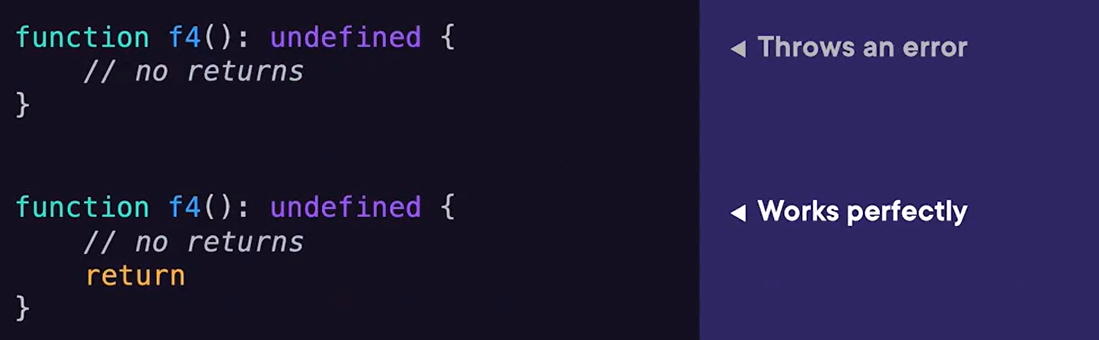 function f4(): undefined {
    // no returns
}
◄ Throws an error
function f4(): undefined {
    // no returns
    return
}
◄ Works perfectly